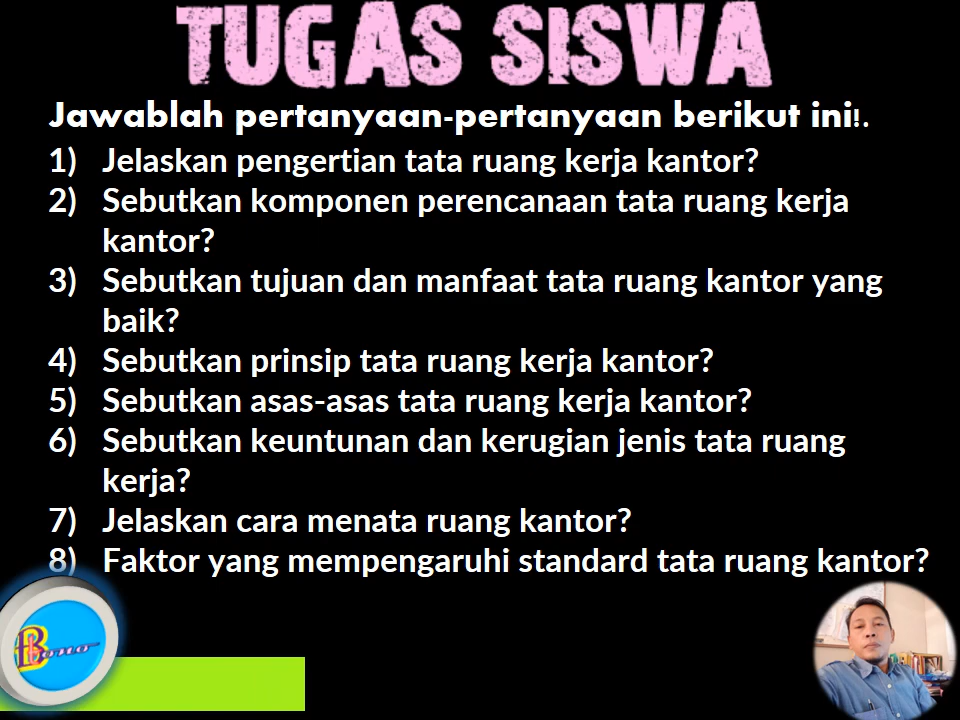 TUGAS SISWA
Jawablah pertanyaan-pertanyaan berikut ini!.
1) Jelaskan pengertian tata ruang kerja kantor?
2) Sebutkan komponen perencanaan tata ruang kerja
kantor?
3) Sebutkan tujuan dan manfaat tata ruang kantor yang
baik?
4) Sebutkan prinsip tata ruang kerja kantor?
5) Sebutkan asas-asas tata ruang kerja kantor?
6) Sebutkan keuntunan dan kerugian jenis tata ruang
kerja?
7) Jelaskan cara menata ruang kantor?
8) Faktor yang mempengaruhi standard tata ruang kantor?